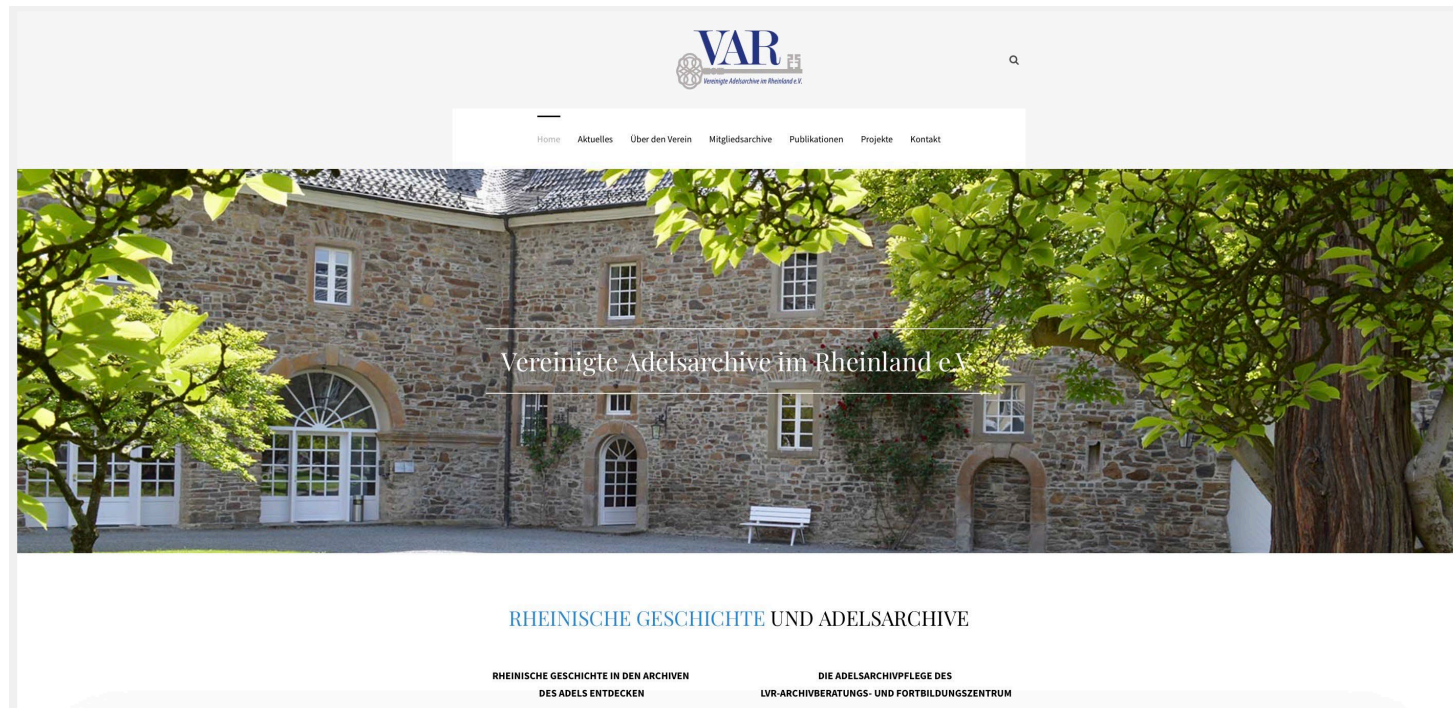 VAR
Vereinigte Adelsarchive im Rheinland e.V.
Home Aktuelles Über den Verein Mitgliedsarchive Publikationen Projekte Kontakt
Vereinigte Adelsarchive im Rheinland e.V.
RHEINISCHE GESCHICHTE UND ADELSARCHIVE
RHEINISCHE GESCHICHTE IN DEN ARCHIVEN
DES ADELS ENTDECKEN
DIE ADELSARCHIVPFLEGE DES
LVR-ARCHIVBERATUNGS- UND FORTBILDUNGSZENTRUM